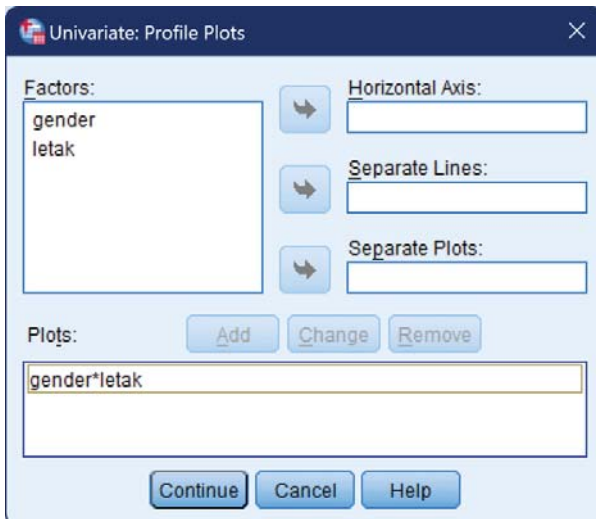 Univariate: Profile Plots
Factors:
gender
letak
Horizontal Axis:
Separate Lines:
Separate Plots:
Plots:
Add
Change
Remove
gender*letak
Continue
Cancel
Help